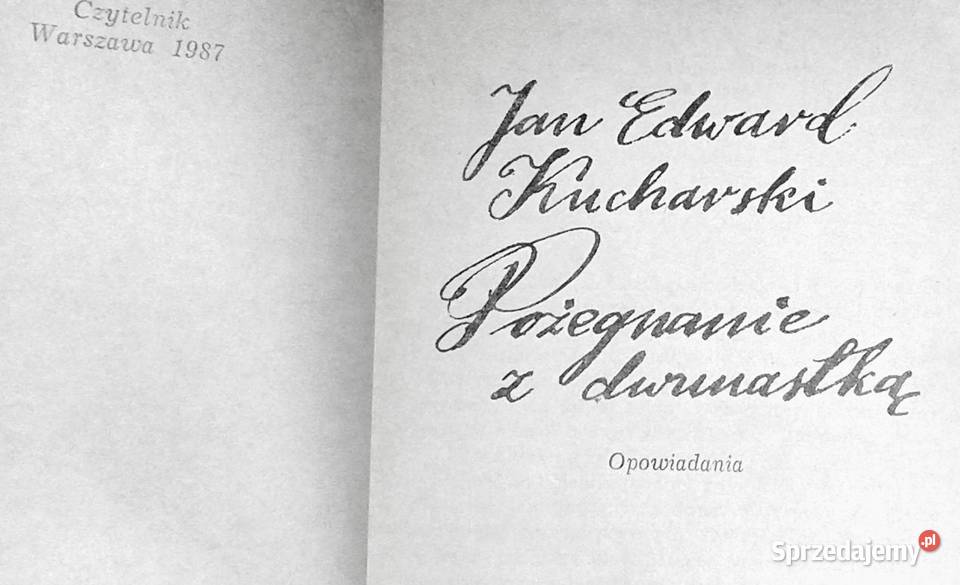 Czytelnik
Warszawa 1987
Jan Edward
Kucharski
Pożegnanie
z dwunastką
Opowiadania
Sprzedajemy.pl